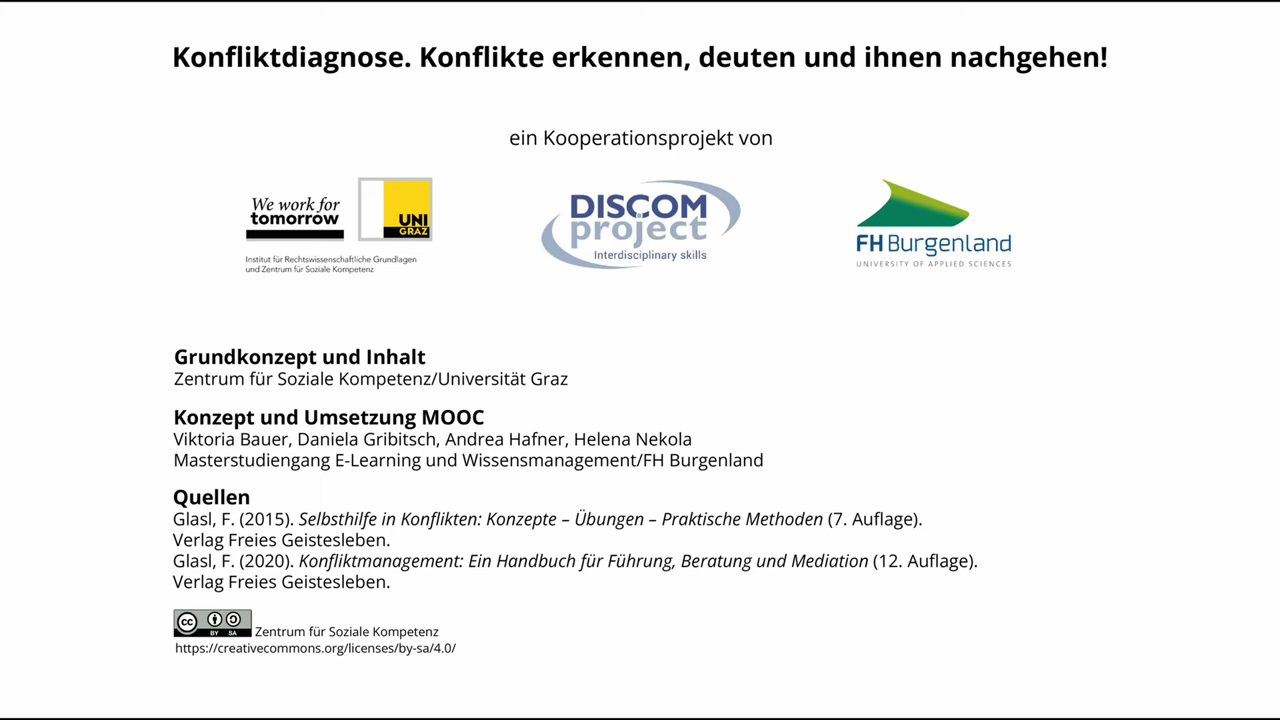 Konfliktdiagnose. Konflikte erkennen, deuten und ihnen nachgehen!
ein Kooperationsprojekt von
We work for
tomorrow
UNI
GRAZ
Institut für Rechtswissenschaftliche Grundlagen
und Zentrum für Soziale Kompetenz
DISCOM
project
Interdisciplinary skills
FH Burgenland
UNIVERSITY OF APPLIED SCIENCES
Grundkonzept und Inhalt
Zentrum für Soziale Kompetenz/Universität Graz
Konzept und Umsetzung MOOC
Viktoria Bauer, Daniela Gribitsch, Andrea Hafner, Helena Nekola
Masterstudiengang E-Learning und Wissensmanagement/FH Burgenland
Quellen
Glasl, F. (2015). Selbsthilfe in Konflikten: Konzepte – Übungen – Praktische Methoden (7. Auflage).
Verlag Freies Geistesleben.
Glasl, F. (2020). Konfliktmanagement: Ein Handbuch für Führung, Beratung und Mediation (12. Auflage).
Verlag Freies Geistesleben.
cc BY SA Zentrum für Soziale Kompetenz
https://creativecommons.org/licenses/by-sa/4.0/